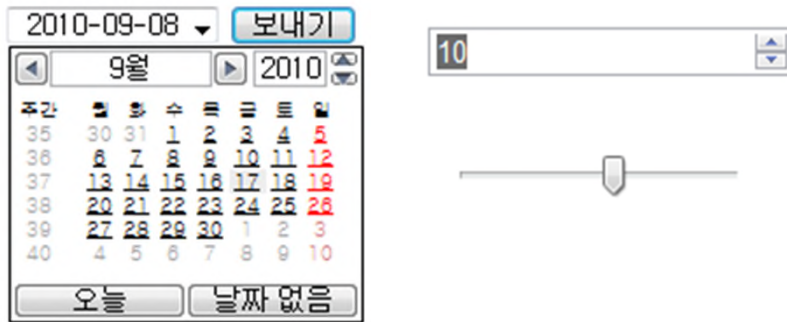 2010-09-08 보내기
9월 2010
주간 월 화 수 목 금 토 일
35 30 31 1 2 3 4 5
36 6 7 8 9 10 11 12
37 13 14 15 16 17 18 19
38 20 21 22 23 24 25 26
39 27 28 29 30 1 2 3
40 4 5 6 7 8 9 10
오늘 날짜 없음
10